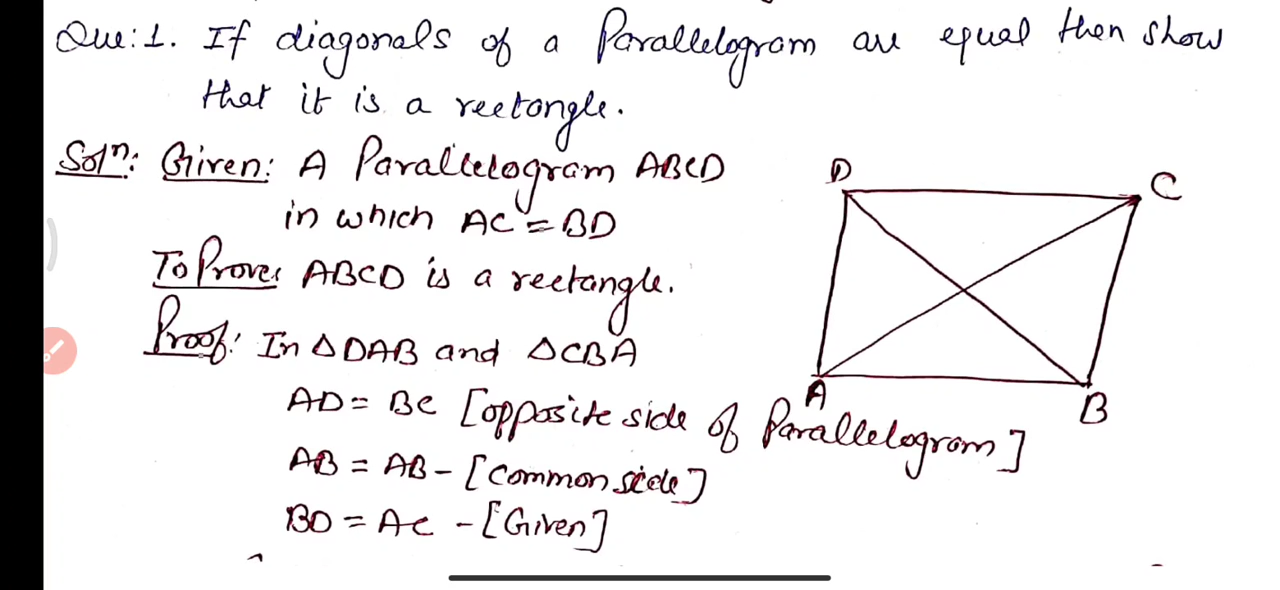 Que:1. If diagonals of a Parallelogram are equal then show
that it is a rectangle.
Solⁿ: Given: A Parallelogram ABCD
in which AC = BD
To Prove: ABCD is a rectangle.
Proof: In △DAB and △CBA
AD = BC [opposite side of Parallelogram]
AB = AB - [Common side]
BD = AC - [Given]
D
C
A
B